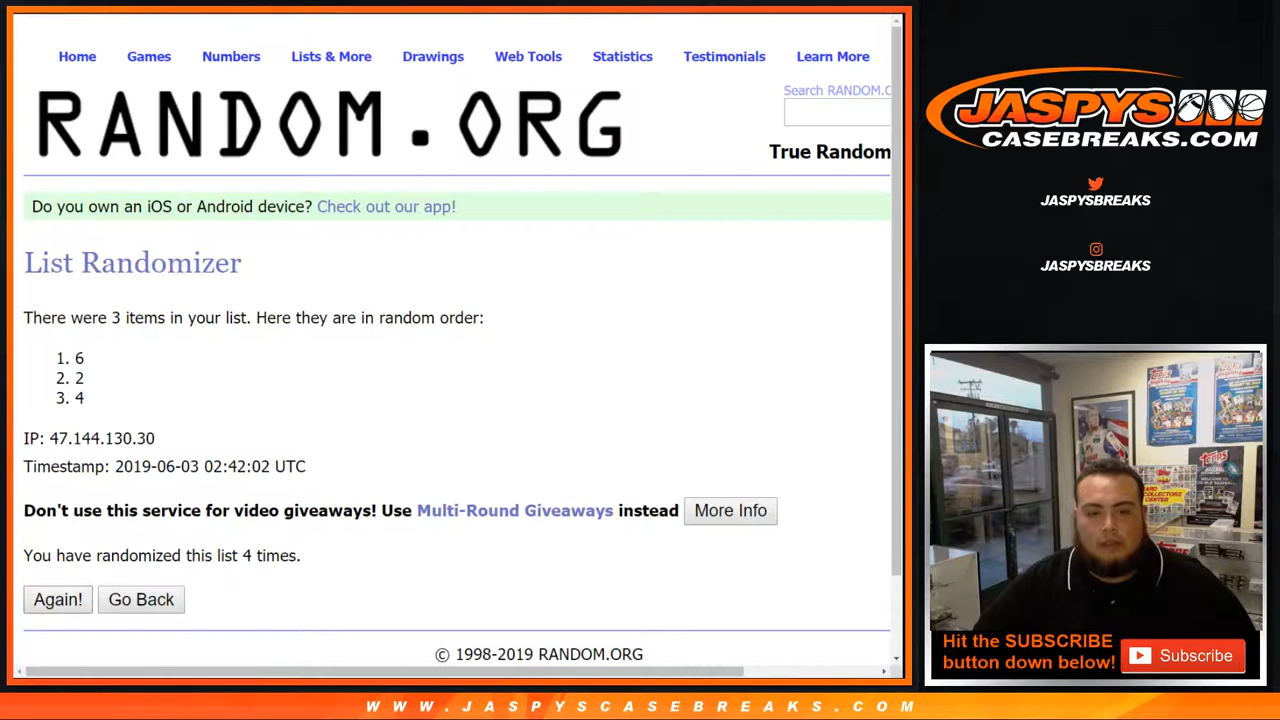 Home Games Numbers Lists & More Drawings Web Tools Statistics Testimonials Learn More
RANDOM.ORG
Search RANDOM.O
True Random
Do you own an iOS or Android device? Check out our app!
List Randomizer
There were 3 items in your list. Here they are in random order:
1. 6
2. 2
3. 4
IP: 47.144.130.30
Timestamp: 2019-06-03 02:42:02 UTC
Don't use this service for video giveaways! Use Multi-Round Giveaways instead More Info
You have randomized this list 4 times.
Again! Go Back
© 1998-2019 RANDOM.ORG
JASPYS
CASEBREAKS.COM
JASPYSBREAKS
JASPYSBREAKS
Topps
Topps
Hit the SUBSCRIBE
button down below!
Subscribe
WWW.JASPYSCASEBREAKS.COM